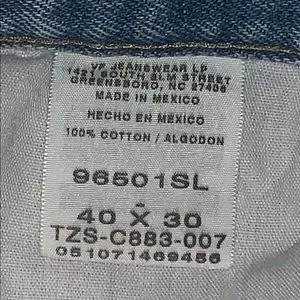 VF JEANSWEAR LP
1421 SOUTH ELM STREET
GREENSBORO, NC 27406
MADE IN MEXICO
HECHO EN MEXICO
100% COTTON / ALGODON
96501SL
40 X 30
TZS-C883-007
051071469456